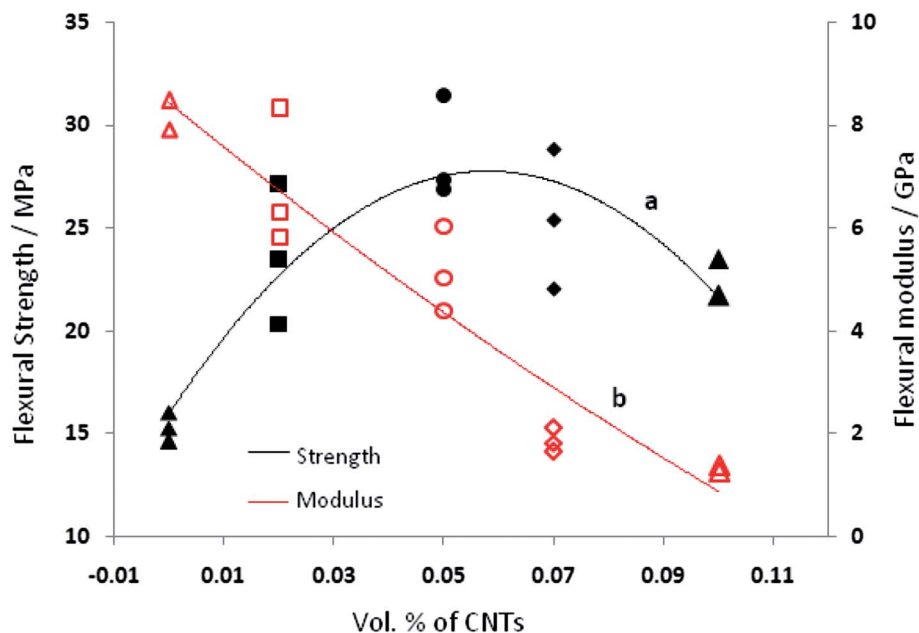 Flexural Strength / MPa
35
30
25
20
15
10
10
8
6
4
2
0
Flexural modulus / GPa
a
b
Strength
Modulus
-0.01 0.01 0.03 0.05 0.07 0.09 0.11
Vol. % of CNTs